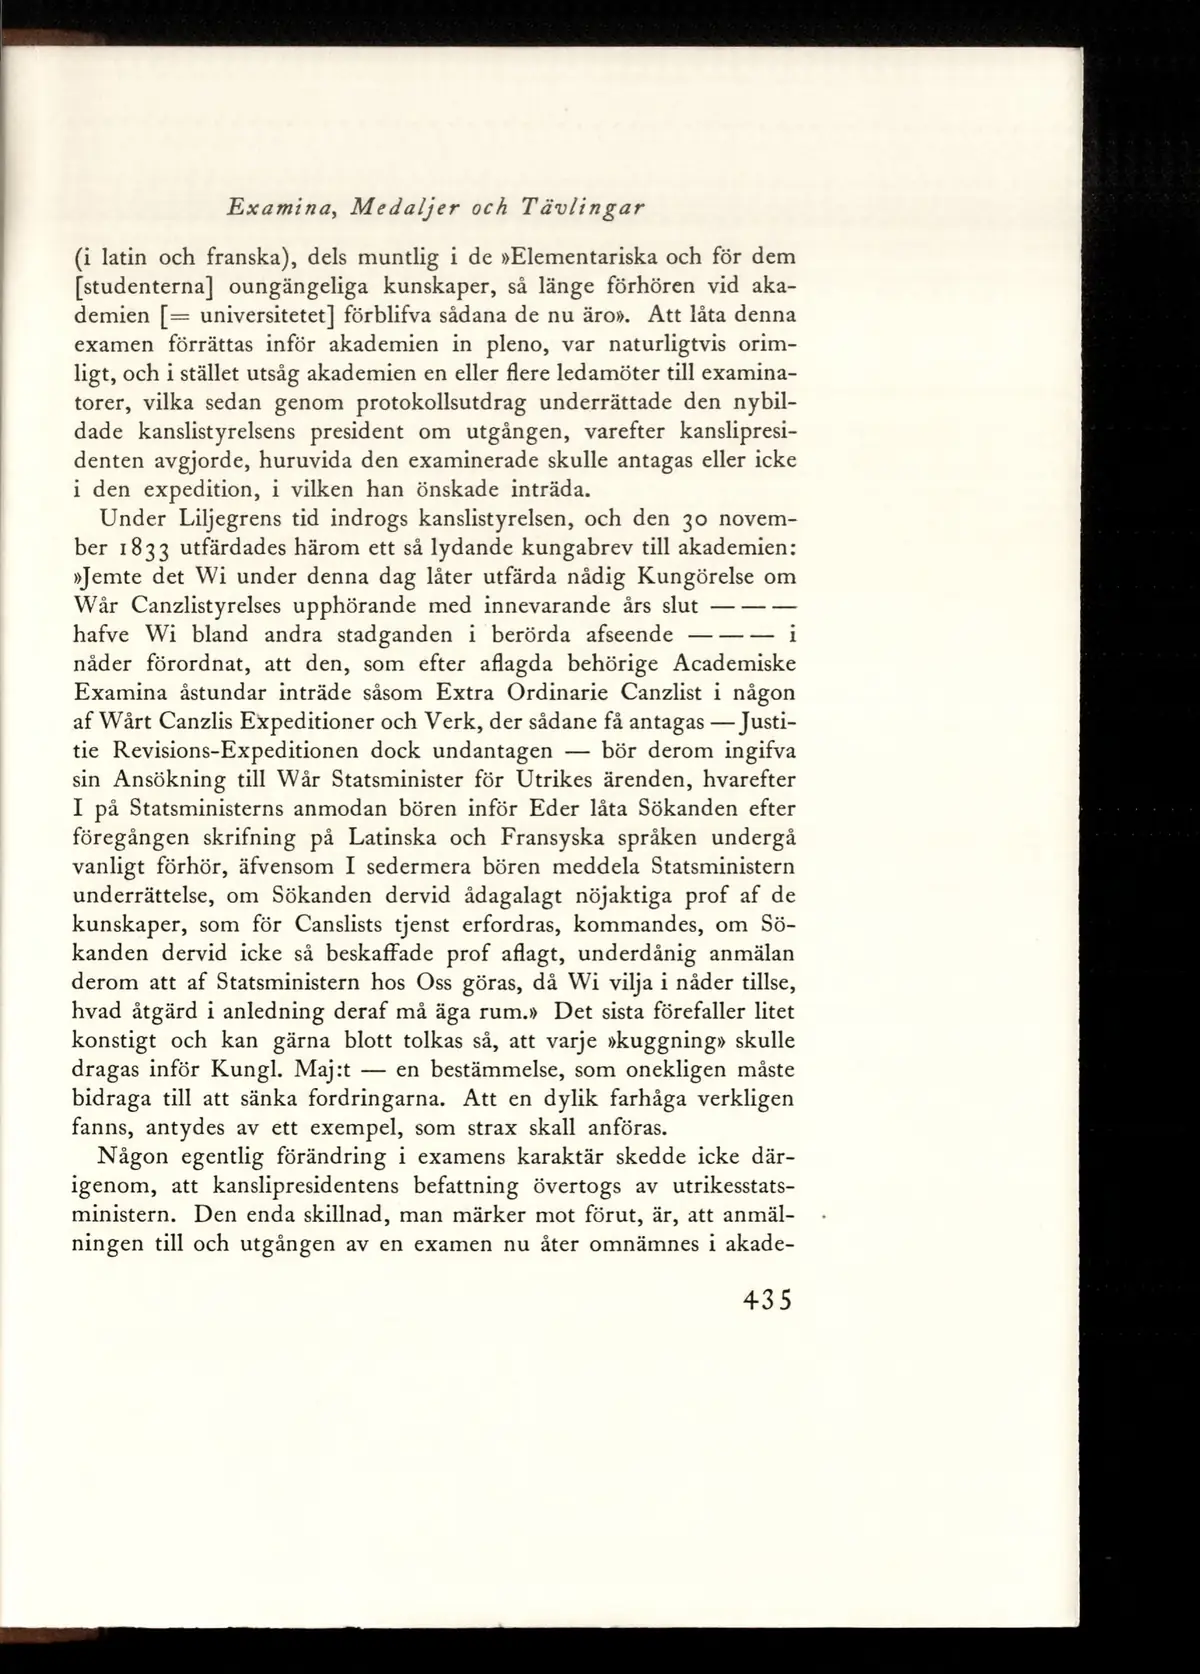 Examina, Medaljer och Tävlingar
(i latin och franska), dels muntlig i de »Elementariska och för dem
[studenterna] oungängeliga kunskaper, så länge förhören vid aka-
demien [= universitetet] förblifva sådana de nu äro». Att låta denna
examen förrättas inför akademien in pleno, var naturligtvis orim-
ligt, och i stället utsåg akademien en eller flere ledamöter till examina-
torer, vilka sedan genom protokollsutdrag underrättade den nybil-
dade kanslistyrelsens president om utgången, varefter kanslipresi-
denten avgjorde, huruvida den examinerade skulle antagas eller icke
i den expedition, i vilken han önskade inträda.
Under Liljegrens tid indrogs kanslistyrelsen, och den 30 novem-
ber 1833 utfärdades härom ett så lydande kungabrev till akademien:
»Jemte det Wi under denna dag låter utfärda nådig Kungörelse om
Wår Canzlistyrelses upphörande med innevarande års slut — — —
hafve Wi bland andra stadganden i berörda afseende — — — i
nåder förordnat, att den, som efter aflagda behörige Academiske
Examina åstundar inträde såsom Extra Ordinarie Canzlist i någon
af Wårt Canzlis Expeditioner och Verk, der sådane få antagas — Justi-
tie Revisions-Expeditionen dock undantagen — bör derom ingifva
sin Ansökning till Wår Statsminister för Utrikes ärenden, hvarefter
I på Statsministerns anmodan bören inför Eder låta Sökanden efter
föregången skrifning på Latinska och Fransyska språken undergå
vanligt förhör, äfvensom I sedermera bören meddela Statsministern
underrättelse, om Sökanden dervid ådagalagt nöjaktiga prof af de
kunskaper, som för Canslists tjenst erfordras, kommandes, om Sö-
kanden dervid icke så beskaffade prof aflagt, underdånig anmälan
derom att af Statsministern hos Oss göras, då Wi vilja i nåder tillse,
hvad åtgärd i anledning deraf må äga rum.» Det sista förefaller litet
konstigt och kan gärna blott tolkas så, att varje »kuggning» skulle
dragas inför Kungl. Maj:t — en bestämmelse, som onekligen måste
bidraga till att sänka fordringarna. Att en dylik farhåga verkligen
fanns, antydes av ett exempel, som strax skall anföras.
Någon egentlig förändring i examens karaktär skedde icke där-
igenom, att kanslipresidentens befattning övertogs av utrikesstats-
ministern. Den enda skillnad, man märker mot förut, är, att anmäl-
ningen till och utgången av en examen nu åter omnämnes i akade-
435